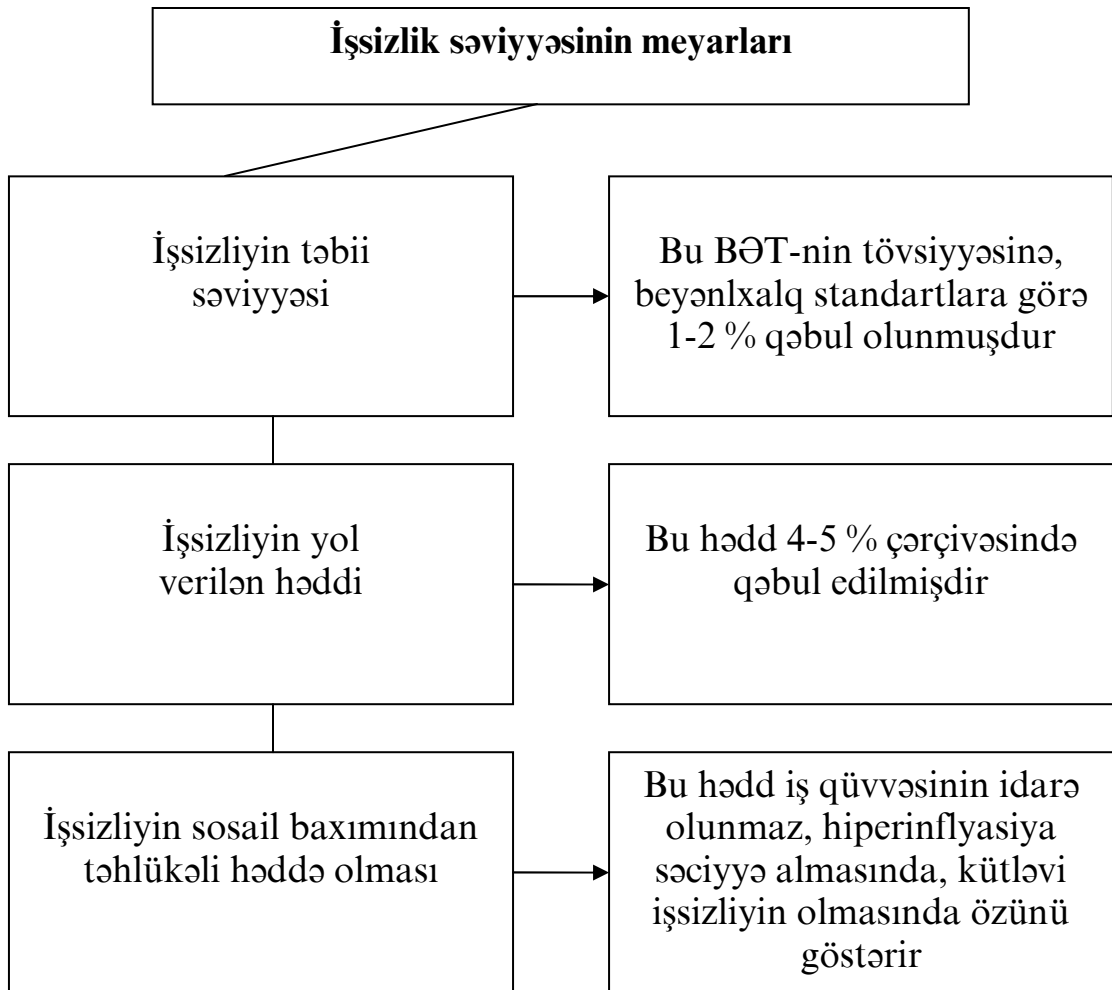 İşsizlik səviyyəsinin meyarları
İşsizliyin təbii
səviyyəsi
Bu BƏT-nin tövsiyyəsinə,
beyənlxalq standartlara görə
1-2 % qəbul olunmuşdur
İşsizliyin yol
verilən həddi
Bu hədd 4-5 % çərçivəsində
qəbul edilmişdir
İşsizliyin sosail baxımından
təhlükəli həddə olması
Bu hədd iş qüvvəsinin idarə
olunmaz, hiperinflyasiya
səciyyə almasında, kütləvi
işsizliyin olmasında özünü
göstərir